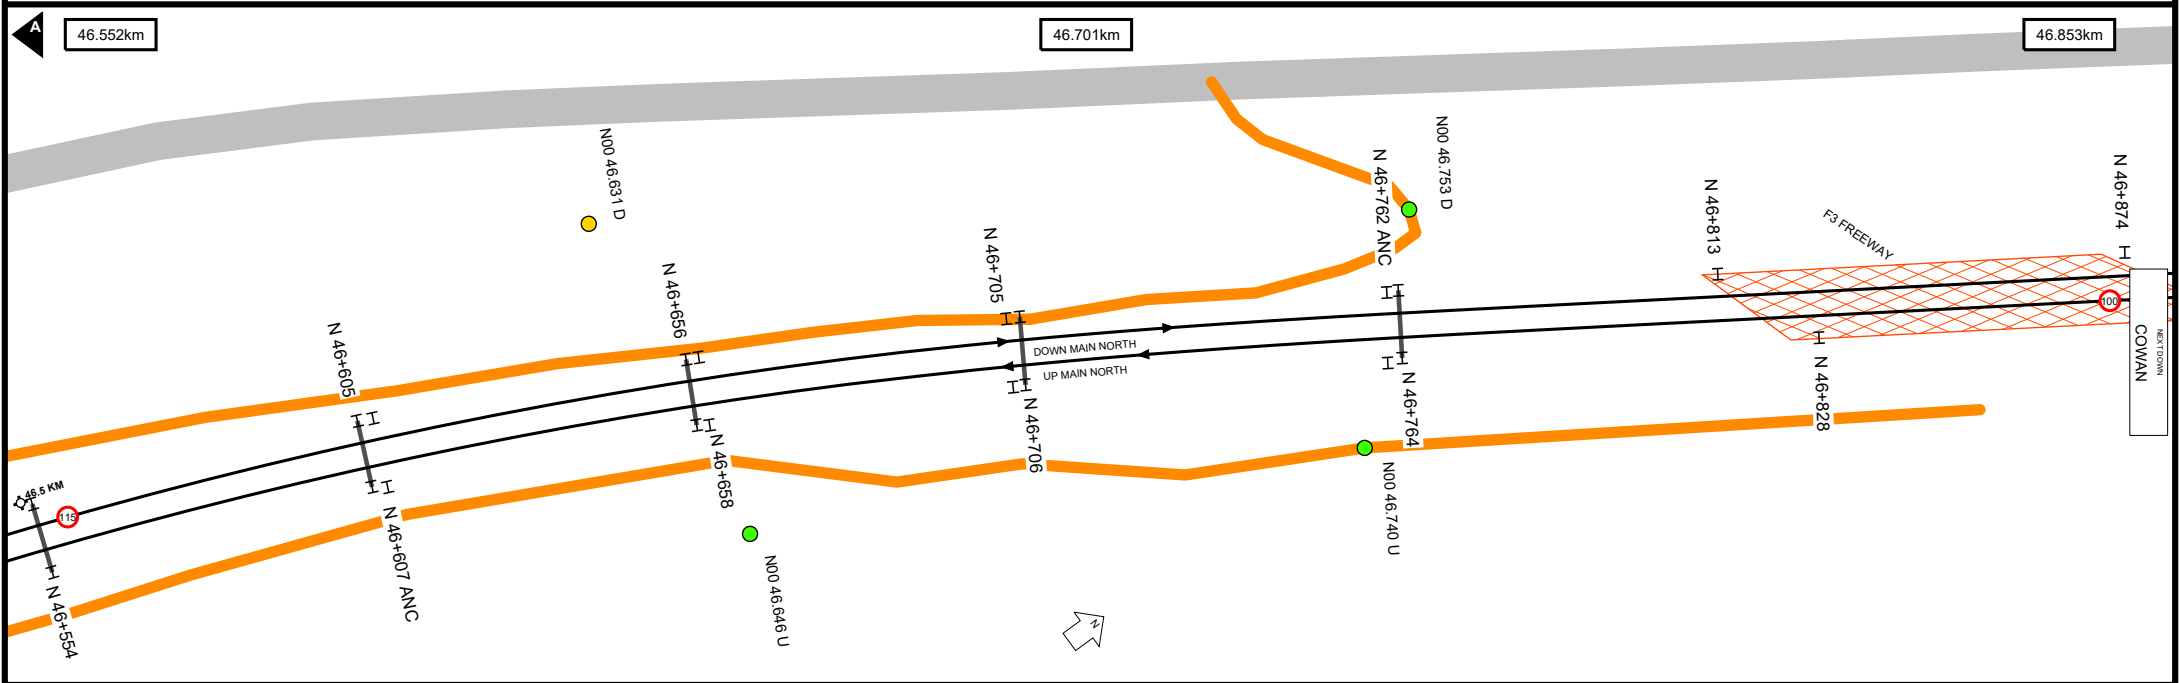 A
46.552km
46.701km
46.853km
N00 46.631 D
N 46+762 ANC
N00 46.753 D
N 46+813
F3 FREEWAY
N 46+874
N 46+705
N 46+656
N 46+605
DOWN MAIN NORTH
UP MAIN NORTH
100
NEXT DOWN
COWAN
46.5 KM
115
N 46+554
N 46+607 ANC
N 46+658
N00 46.646 U
N 46+706
N 46+764
N00 46.740 U
N 46+828
N